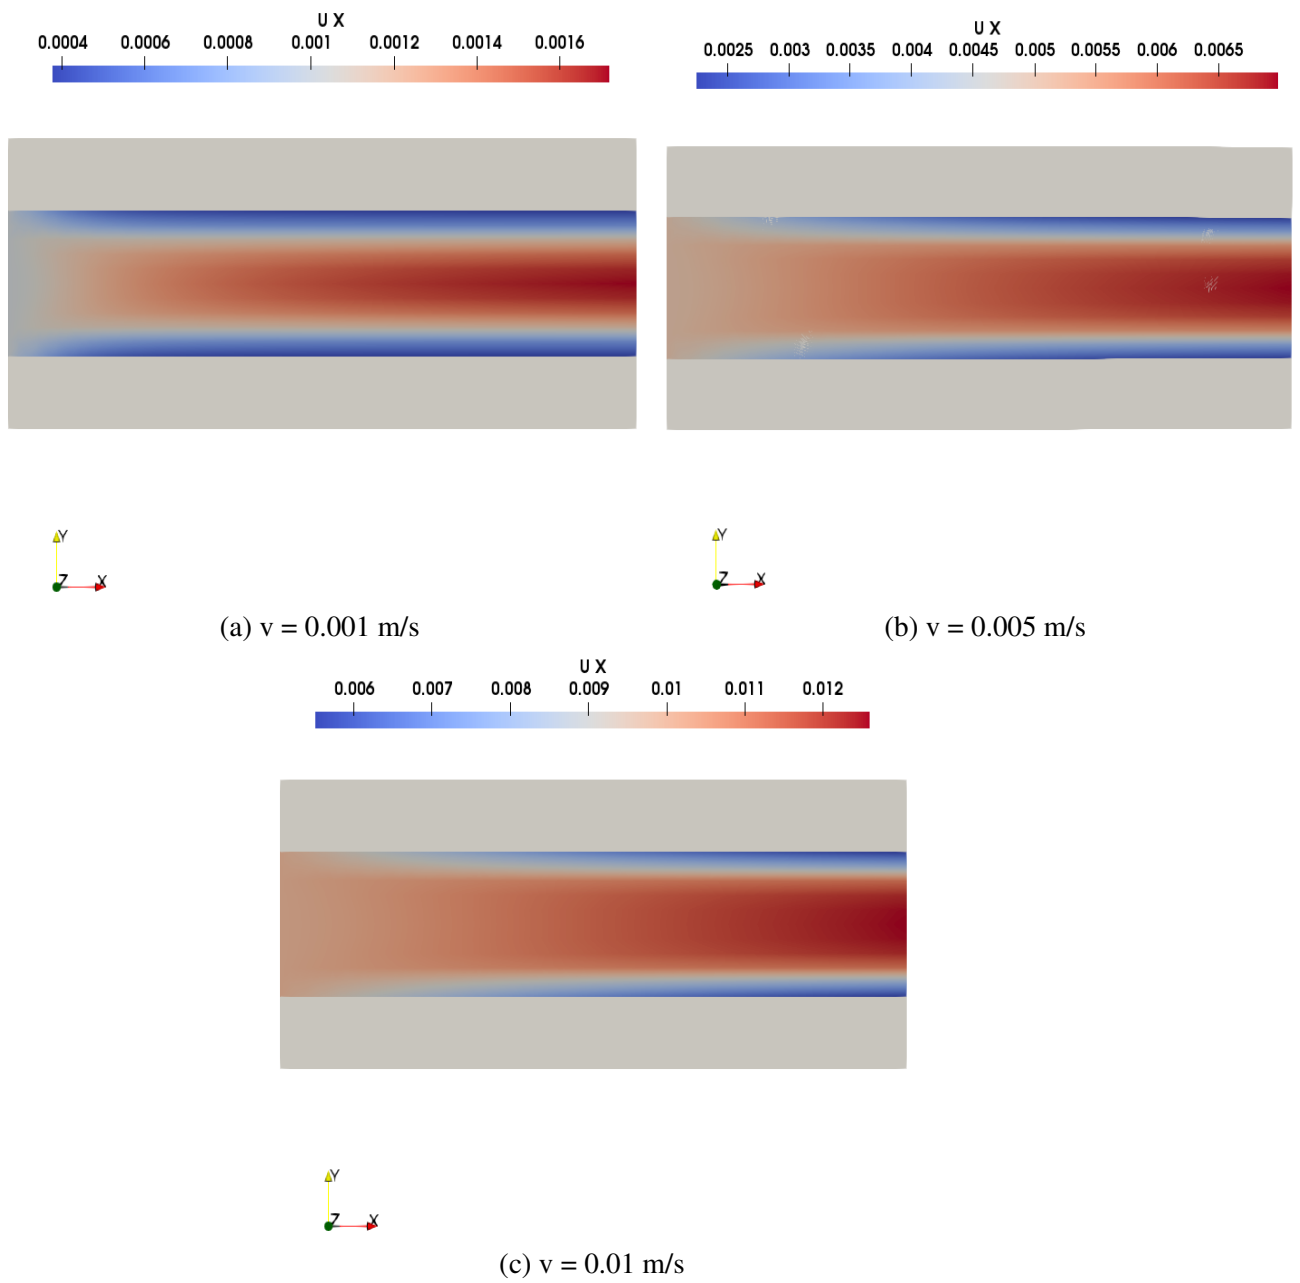 U X
0.0004 0.0006 0.0008 0.001 0.0012 0.0014 0.0016
U X
0.0025 0.003 0.0035 0.004 0.0045 0.005 0.0055 0.006 0.0065
Y
Z X
Y
Z X
(a) v = 0.001 m/s
(b) v = 0.005 m/s
U X
0.006 0.007 0.008 0.009 0.01 0.011 0.012
Y
Z X
(c) v = 0.01 m/s